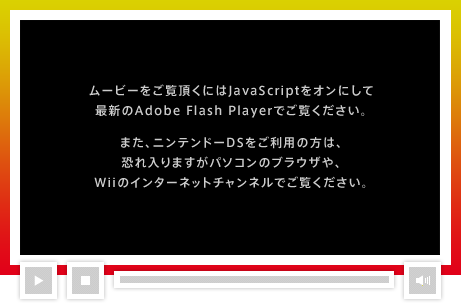 ムービーをご覧頂くにはJavaScriptをオンにして
最新のAdobe Flash Playerでご覧ください。
また、ニンテンドーDSをご利用の方は、
恐れ入りますがパソコンのブラウザや、
Wiiのインターネットチャンネルでご覧ください。